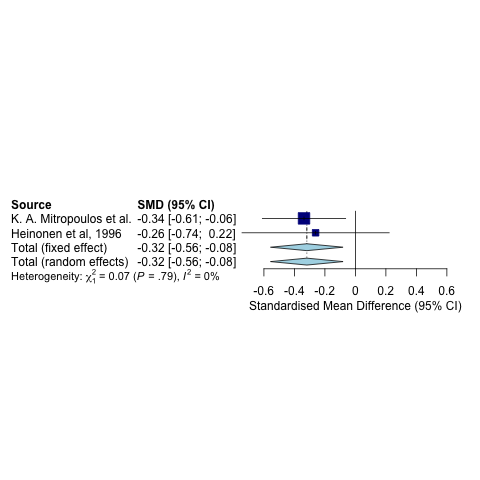 Source SMD (95% CI)
K. A. Mitropoulos et al. -0.34 [-0.61; -0.06]
Heinonen et al, 1996 -0.26 [-0.74; 0.22]
Total (fixed effect) -0.32 [-0.56; -0.08]
Total (random effects) -0.32 [-0.56; -0.08]
Heterogeneity: χ²₁ = 0.07 (P = .79), I² = 0%
-0.6 -0.4 -0.2 0 0.2 0.4 0.6
Standardised Mean Difference (95% CI)